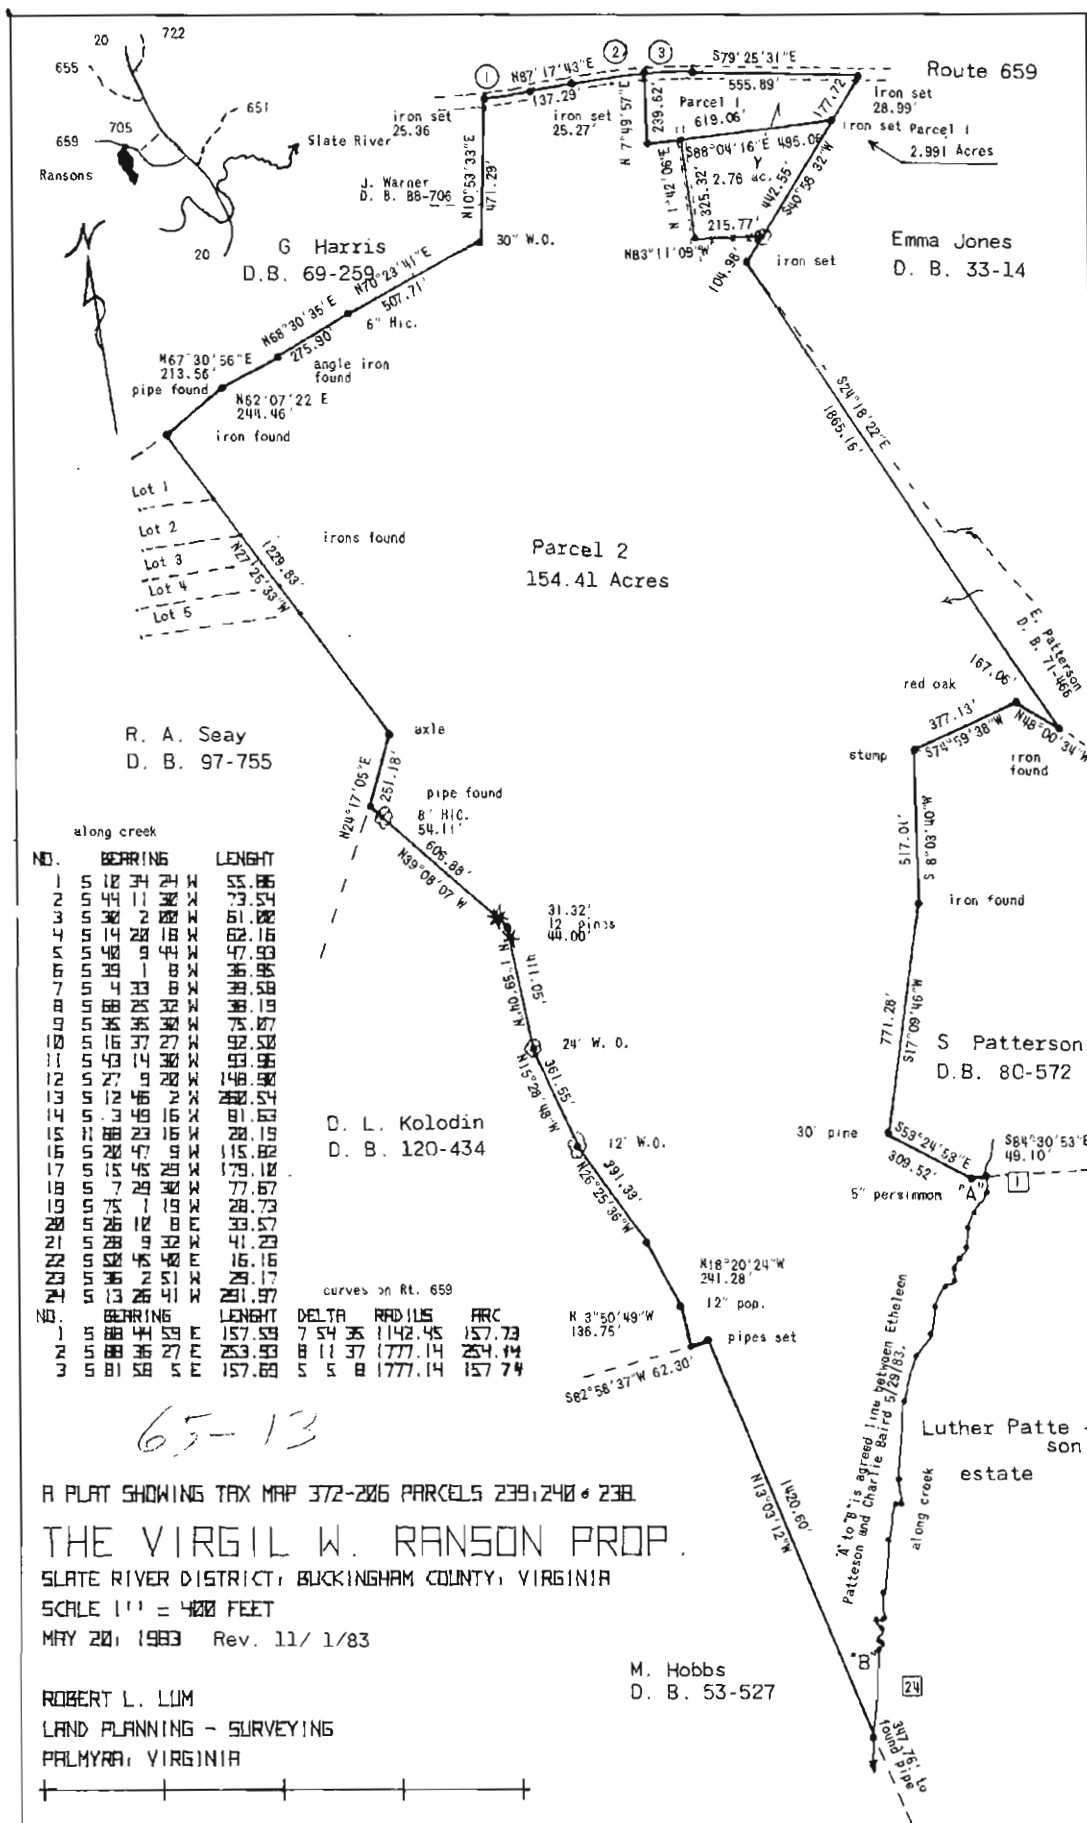 20
722
655
651
705
659
Ransons
Slate River
20
N
1
2
3
N87°17'43"E
137.29'
iron set
25.36
iron set
25.27'
S79°25'31"E
555.89'
Route 659
iron set
28.99'
177.72
N 7°49'57"E
239.62'
Parcel 1
619.06'
S88°04'16"E 495.06
iron set Parcel 1
2.991 Acres
Y
2.76 ac.
N 1°42'06"E
325.32'
442.55'
S40°58'32"W
215.77'
N83°11'09"W
104.98'
iron set
N10°53'33"E
471.29'
J. Warner
D. B. 88-706
30" W.O.
G Harris
D.B. 69-259
Emma Jones
D. B. 33-14
N70°23'41"E
507.71'
6" Hic.
N68°30'35"E
275.90'
angle iron
found
N67°30'56"E
213.56'
pipe found
N62°07'22 E
244.46'
iron found
Lot 1
Lot 2
Lot 3
Lot 4
Lot 5
1229.83'
N27°25'33"W
irons found
Parcel 2
154.41 Acres
S24°18'22"E
1865.16'
E. Patterson
D. B. 71-466
167.06'
N48°00'34"W
iron
found
red oak
377.13'
S74°59'38"W
stump
R. A. Seay
D. B. 97-755
axle
N24°17'05"E
251.18'
pipe found
8' HIC.
54.11'
606.88'
N39°08'07 W
31.32'
12 pines
44.00'
517.01'
S 8°03'40"W
iron found
411.05'
24' W. O.
361.55'
N15°28'48"W
12' W.O.
391.39'
N26°25'36"W
771.28'
S17°09'46"W
S Patterson
D.B. 80-572
30' pine
S53°24'53"E
309.52'
S84°30'53"E
49.10'
5" persimmon
"A"
1
D. L. Kolodin
D. B. 120-434
along creek
NO. BEARING LENGHT
1 S 10 34 24 W 55.86
2 S 44 11 30 W 73.54
3 S 30 2 00 W 61.00
4 S 14 20 18 W 62.16
5 S 40 9 44 W 47.93
6 S 39 1 8 W 36.95
7 S 4 33 8 W 39.58
8 S 68 25 32 W 38.19
9 S 35 35 30 W 75.07
10 S 16 37 27 W 92.50
11 S 43 14 30 W 93.96
12 S 27 9 20 W 148.90
13 S 12 46 2 W 260.54
14 S 3 49 16 W 81.63
15 N 88 23 16 W 20.19
16 S 20 47 9 W 115.82
17 S 15 45 29 W 179.10
18 S 7 29 30 W 77.67
19 S 75 1 19 W 28.73
20 S 26 10 8 E 33.57
21 S 28 9 32 W 41.23
22 S 50 45 40 E 16.16
23 S 36 2 51 W 29.17
24 S 13 26 41 W 291.97
curves on Rt. 659
NO. BEARING LENGHT DELTA RADIUS ARC
1 S 88 44 59 E 157.59 7 54 35 1142.45 157.73
2 S 88 36 27 E 253.93 8 11 37 1777.14 254.14
3 S 81 58 5 E 157.69 5 5 8 1777.14 157 74
N18°20'24"W
241.28'
12" pop.
N 3°50'49"W
136.75'
pipes set
S82°58'37"W 62.30'
1420.60'
N13°03'12"W
"A" to "B" is agreed line between Etheleen
Patteson and Charlie Baird 5/29/83.
along creek
Luther Patte -
son
estate
65-13
A PLAT SHOWING TAX MAP 372-206 PARCELS 239,240 & 238
THE VIRGIL W. RANSON PROP.
SLATE RIVER DISTRICT, BUCKINGHAM COUNTY, VIRGINIA
SCALE 1" = 400 FEET
MAY 20, 1983 Rev. 11/ 1/83
M. Hobbs
D. B. 53-527
"B"
24
347.76' to
found pipe
ROBERT L. LUM
LAND PLANNING - SURVEYING
PALMYRA, VIRGINIA